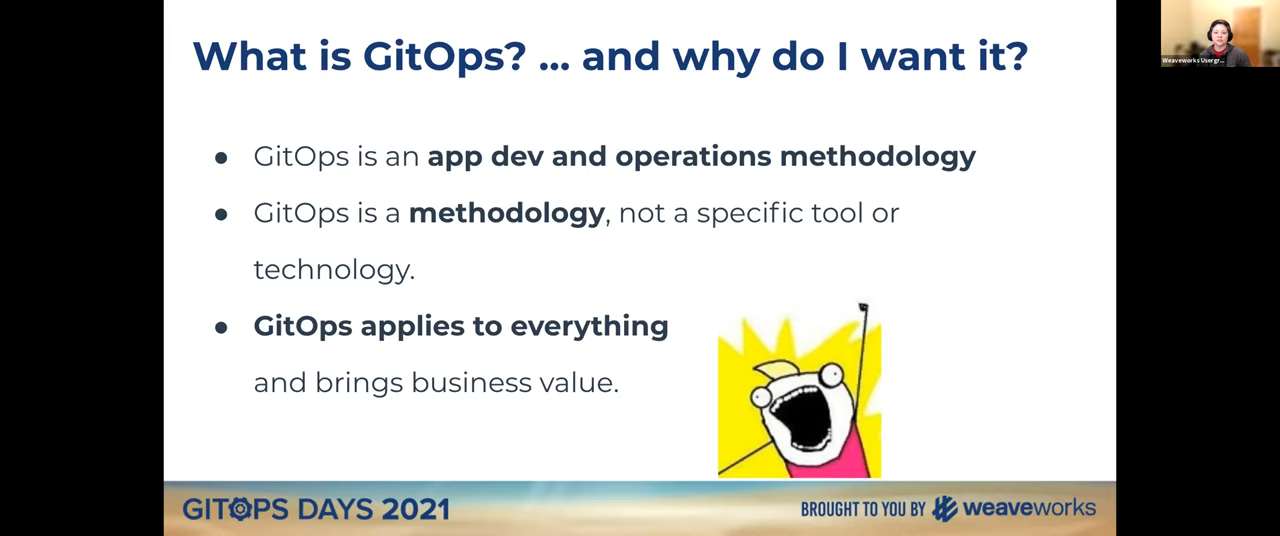 What is GitOps? ... and why do I want it?
Weaveworks Usergr...
● GitOps is an app dev and operations methodology
● GitOps is a methodology, not a specific tool or
technology.
● GitOps applies to everything
and brings business value.
GITOPS DAYS 2021
BROUGHT TO YOU BY weaveworks